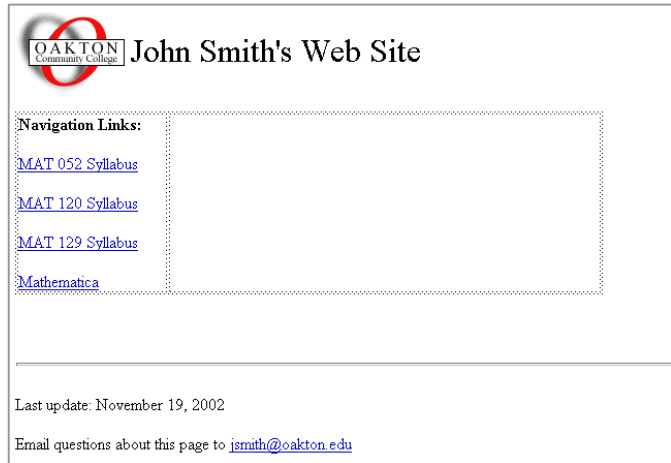 OAKTON
Community College
John Smith's Web Site
Navigation Links:
MAT 052 Syllabus
MAT 120 Syllabus
MAT 129 Syllabus
Mathematica
Last update: November 19, 2002
Email questions about this page to jsmith@oakton.edu